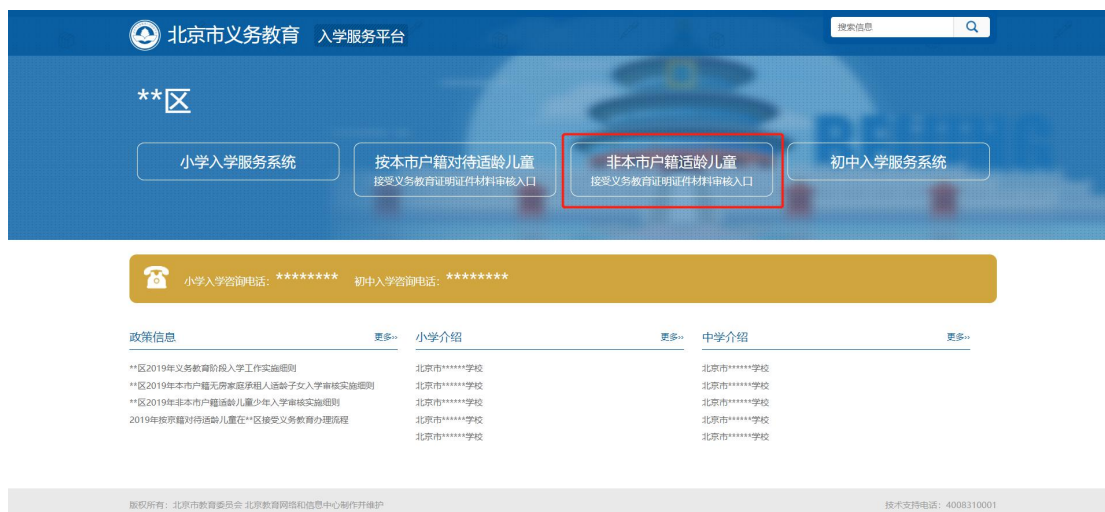 北京市义务教育 入学服务平台
搜索信息
**区
小学入学服务系统
按本市户籍对待适龄儿童
接受义务教育证明证件材料审核入口
非本市户籍适龄儿童
接受义务教育证明证件材料审核入口
初中入学服务系统
小学入学咨询电话：******** 初中入学咨询电话：********
政策信息 更多››
**区2019年义务教育阶段入学工作实施细则
**区2019年本市户籍无房家庭承租人适龄子女入学审核实施细则
**区2019年非本市户籍适龄儿童少年入学审核实施细则
2019年按京籍对待适龄儿童在**区接受义务教育办理流程
小学介绍 更多››
北京市******学校
北京市******学校
北京市******学校
北京市******学校
北京市******学校
中学介绍 更多››
北京市******学校
北京市******学校
北京市******学校
北京市******学校
北京市******学校
版权所有：北京市教育委员会 北京教育网络和信息中心制作并维护
技术支持电话：4008310001